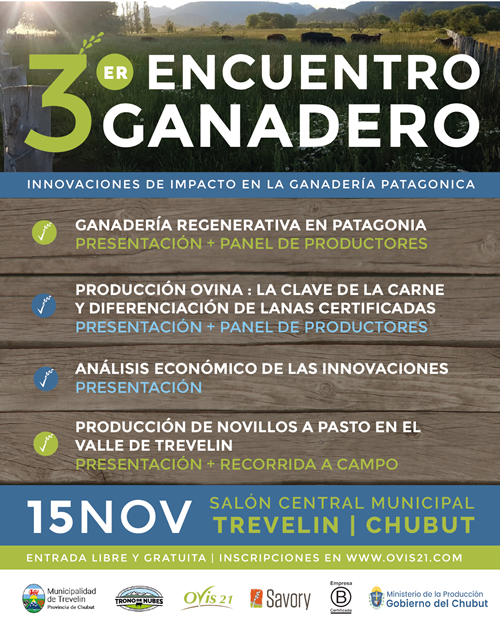 3ER ENCUENTRO
GANADERO
INNOVACIONES DE IMPACTO EN LA GANADERÍA PATAGONICA
GANADERÍA REGENERATIVA EN PATAGONIA
PRESENTACIÓN + PANEL DE PRODUCTORES
PRODUCCIÓN OVINA : LA CLAVE DE LA CARNE
Y DIFERENCIACIÓN DE LANAS CERTIFICADAS
PRESENTACIÓN + PANEL DE PRODUCTORES
ANÁLISIS ECONÓMICO DE LAS INNOVACIONES
PRESENTACIÓN
PRODUCCIÓN DE NOVILLOS A PASTO EN EL
VALLE DE TREVELIN
PRESENTACIÓN + RECORRIDA A CAMPO
15NOV
SALÓN CENTRAL MUNICIPAL
TREVELIN | CHUBUT
ENTRADA LIBRE Y GRATUITA | INSCRIPCIONES EN WWW.OVIS21.COM
Municipalidad
de Trevelin
Provincia de Chubut
TRONO DE NUBES
OVis 21
Savory
Empresa
B
Certificada
Ministerio de la Producción
Gobierno del Chubut